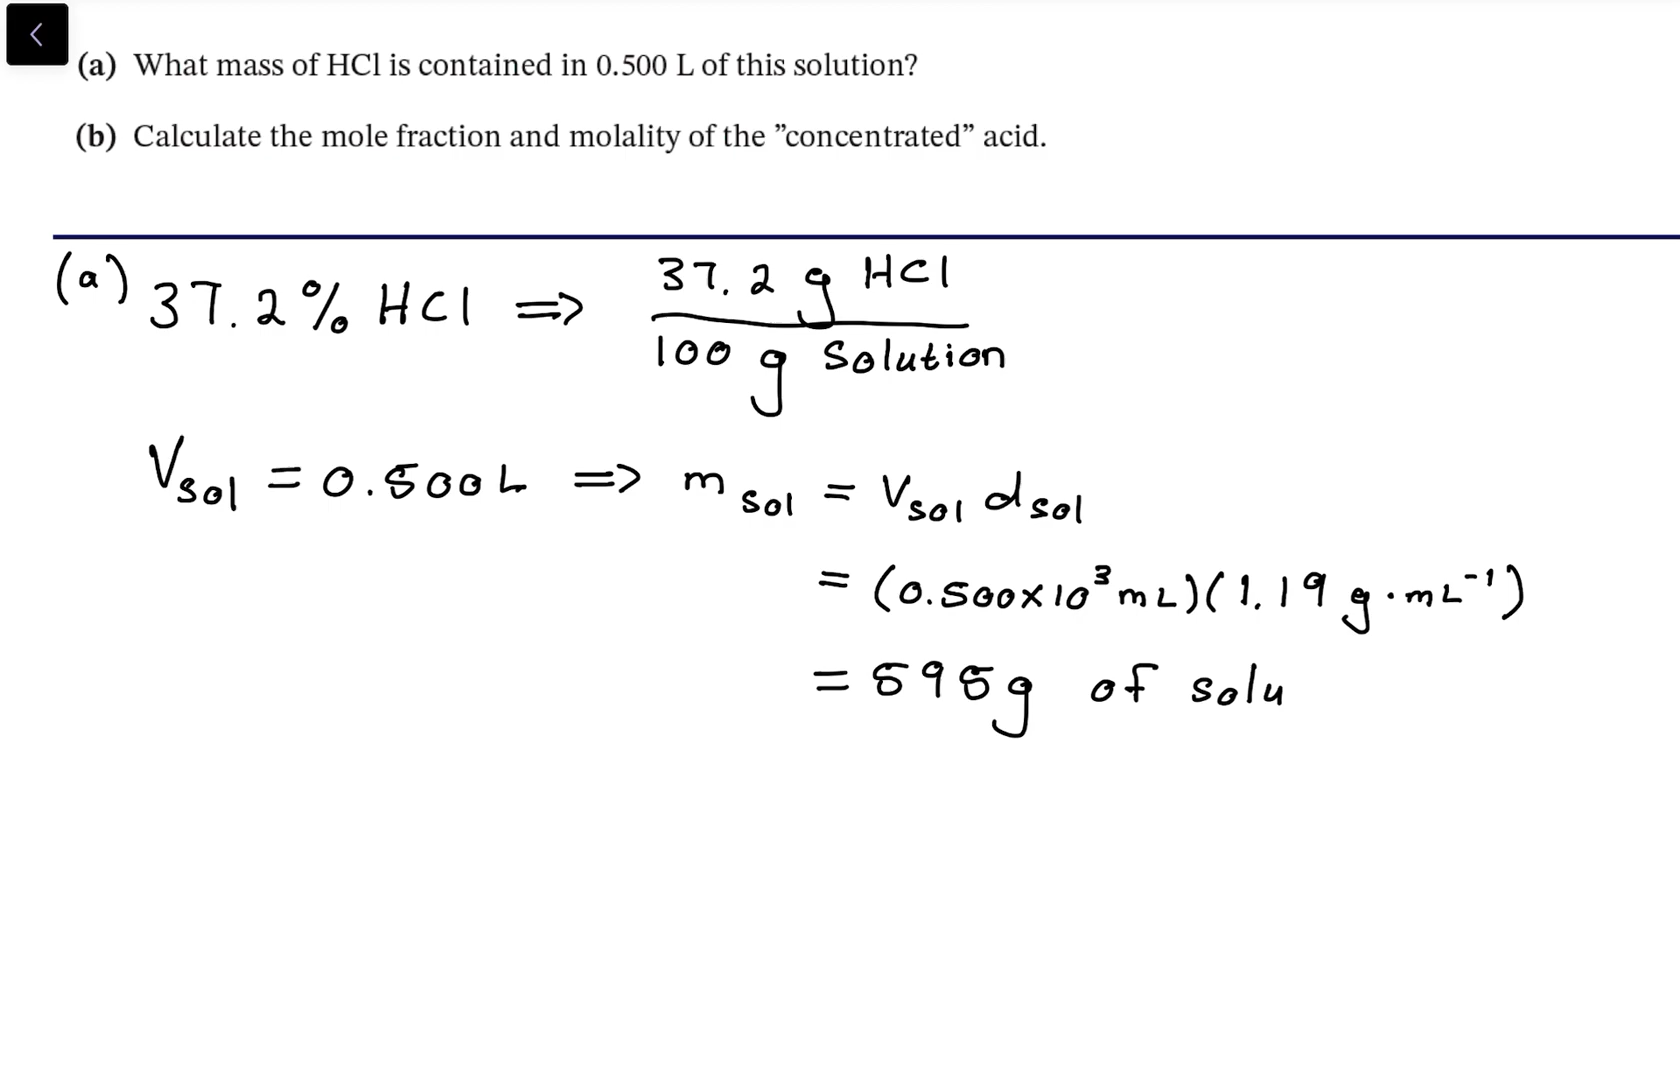 (a) What mass of HCl is contained in 0.500 L of this solution?
(b) Calculate the mole fraction and molality of the ”concentrated” acid.
(a) 37.2% HCl ⇒ 37.2 g HCl
100 g Solution
Vsol = 0.500L ⇒ m sol = Vsol dsol
= (0.500×10³ mL)(1.19 g·mL⁻¹)
= 595g of solu